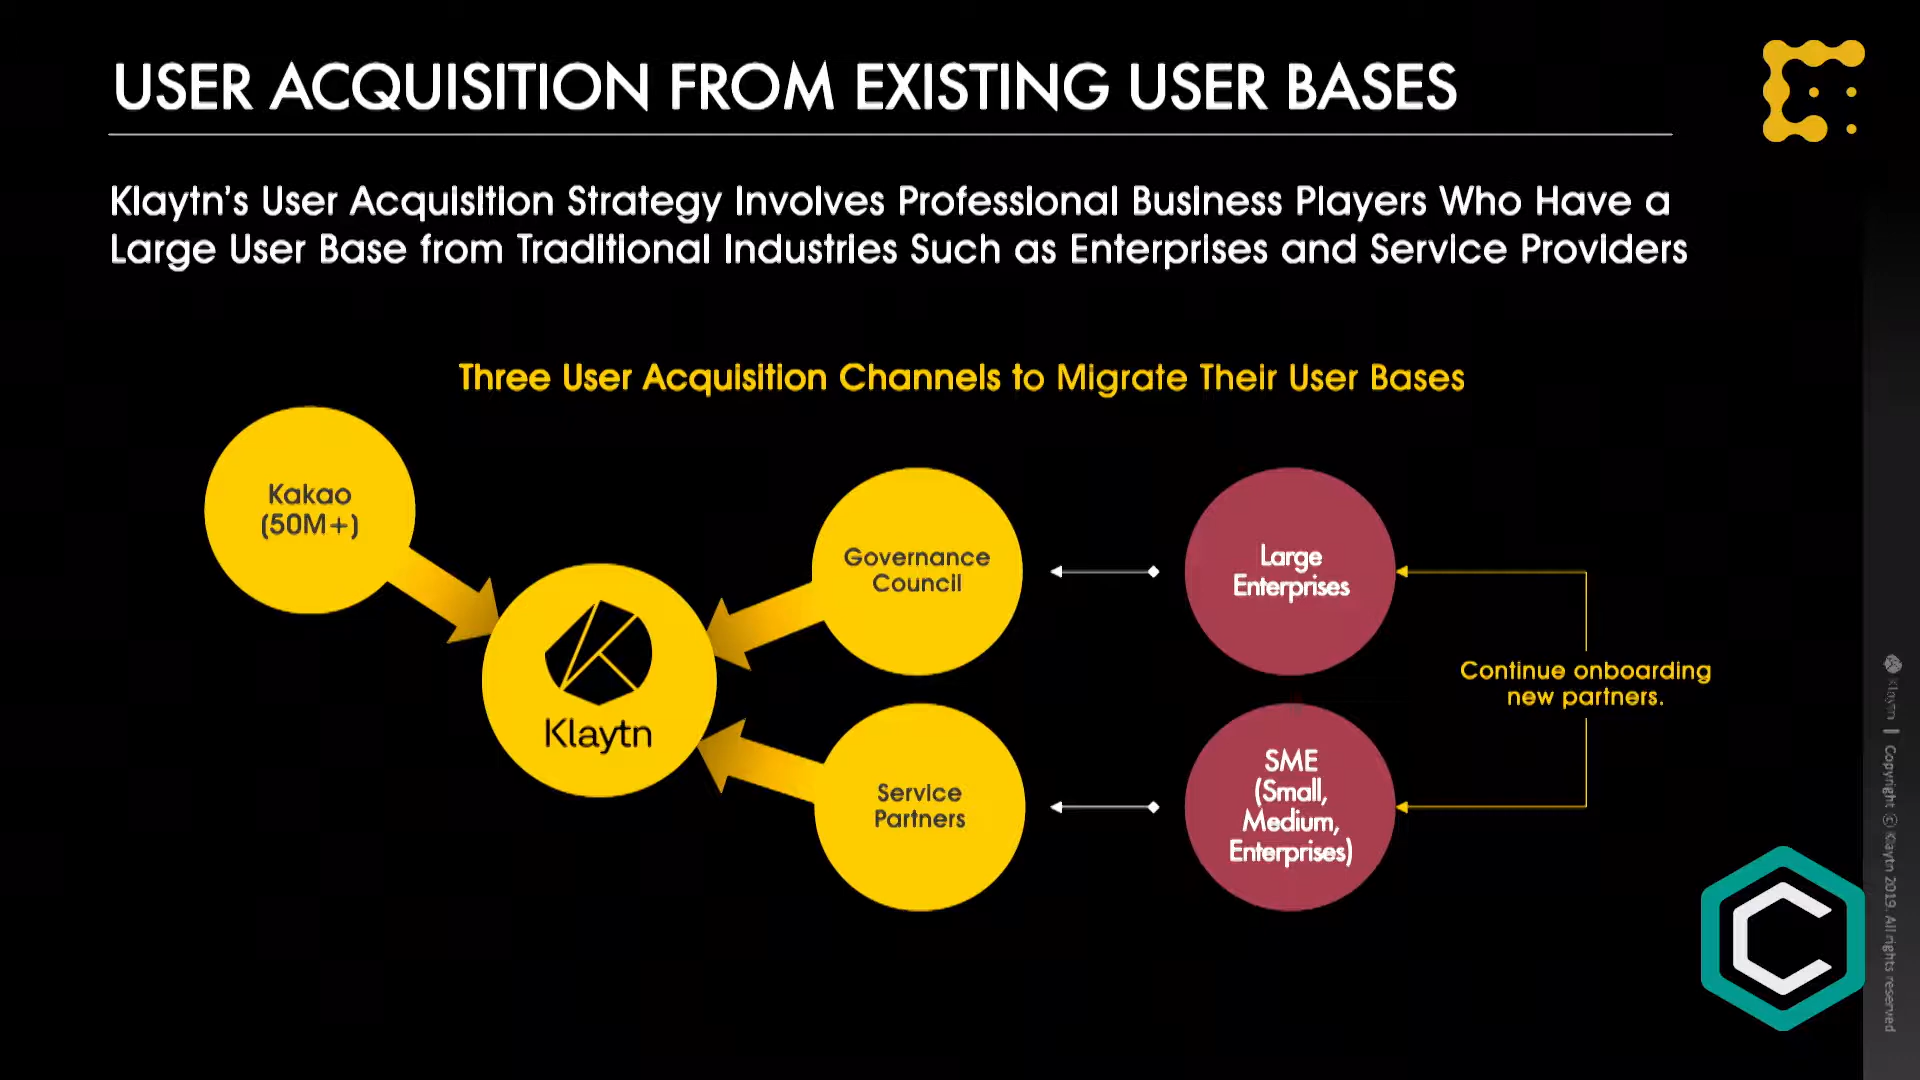 USER ACQUISITION FROM EXISTING USER BASES
Klaytn's User Acquisition Strategy Involves Professional Business Players Who Have a
Large User Base from Traditional Industries Such as Enterprises and Service Providers
Three User Acquisition Channels to Migrate Their User Bases
Kakao
(50M+)
Klaytn
Governance
Council
Service
Partners
Large
Enterprises
SME
(Small,
Medium,
Enterprises)
Continue onboarding
new partners.
Klaytn | Copyright ⓒ Klaytn 2019. All rights reserved